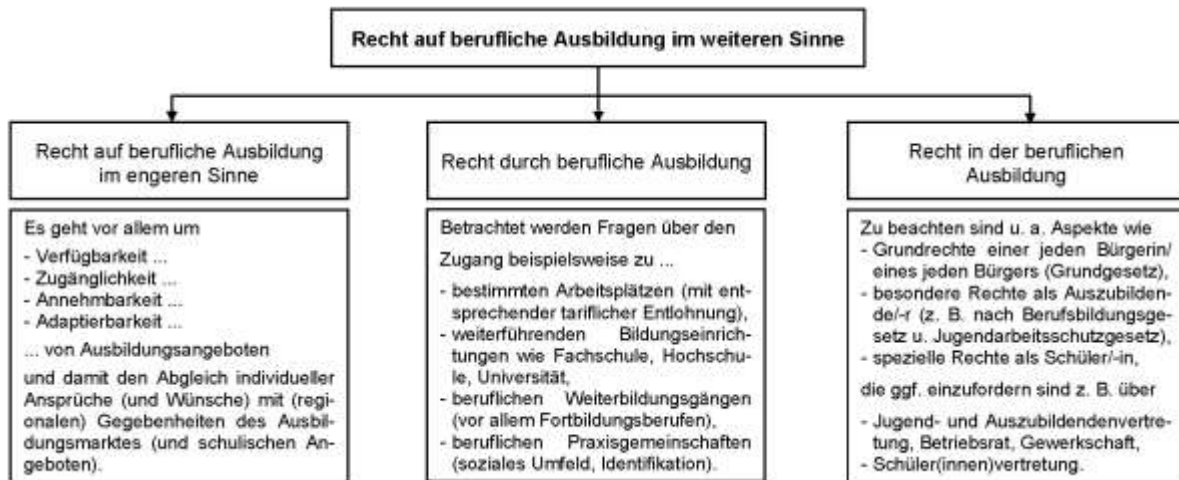 Recht auf berufliche Ausbildung im weiteren Sinne
Recht auf berufliche Ausbildung
im engeren Sinne
Es geht vor allem um
- Verfügbarkeit ...
- Zugänglichkeit ...
- Annehmbarkeit ...
- Adaptierbarkeit ...
... von Ausbildungsangeboten
und damit den Abgleich individueller
Ansprüche (und Wünsche) mit (regi-
onalen) Gegebenheiten des Ausbil-
dungsmarktes (und schulischen An-
geboten).
Recht durch berufliche Ausbildung
Betrachtet werden Fragen über den
Zugang beispielsweise zu ...
- bestimmten Arbeitsplätzen (mit ent-
sprechender tariflicher Entlohnung),
- weiterführenden Bildungseinrich-
tungen wie Fachschule, Hochschu-
le, Universität,
- beruflichen Weiterbildungsgängen
(vor allem Fortbildungsberufen),
- beruflichen Praxisgemeinschaften
(soziales Umfeld, Identifikation).
Recht in der beruflichen
Ausbildung
Zu beachten sind u. a. Aspekte wie
- Grundrechte einer jeden Bürgerin/
eines jeden Bürgers (Grundgesetz),
- besondere Rechte als Auszubilden-
de/-r (z. B. nach Berufsbildungsge-
setz u. Jugendarbeitsschutzgesetz),
- spezielle Rechte als Schüler/-in,
die ggf. einzufordern sind z. B. über
- Jugend- und Auszubildendenvertre-
tung, Betriebsrat, Gewerkschaft,
- Schüler(innen)vertretung.